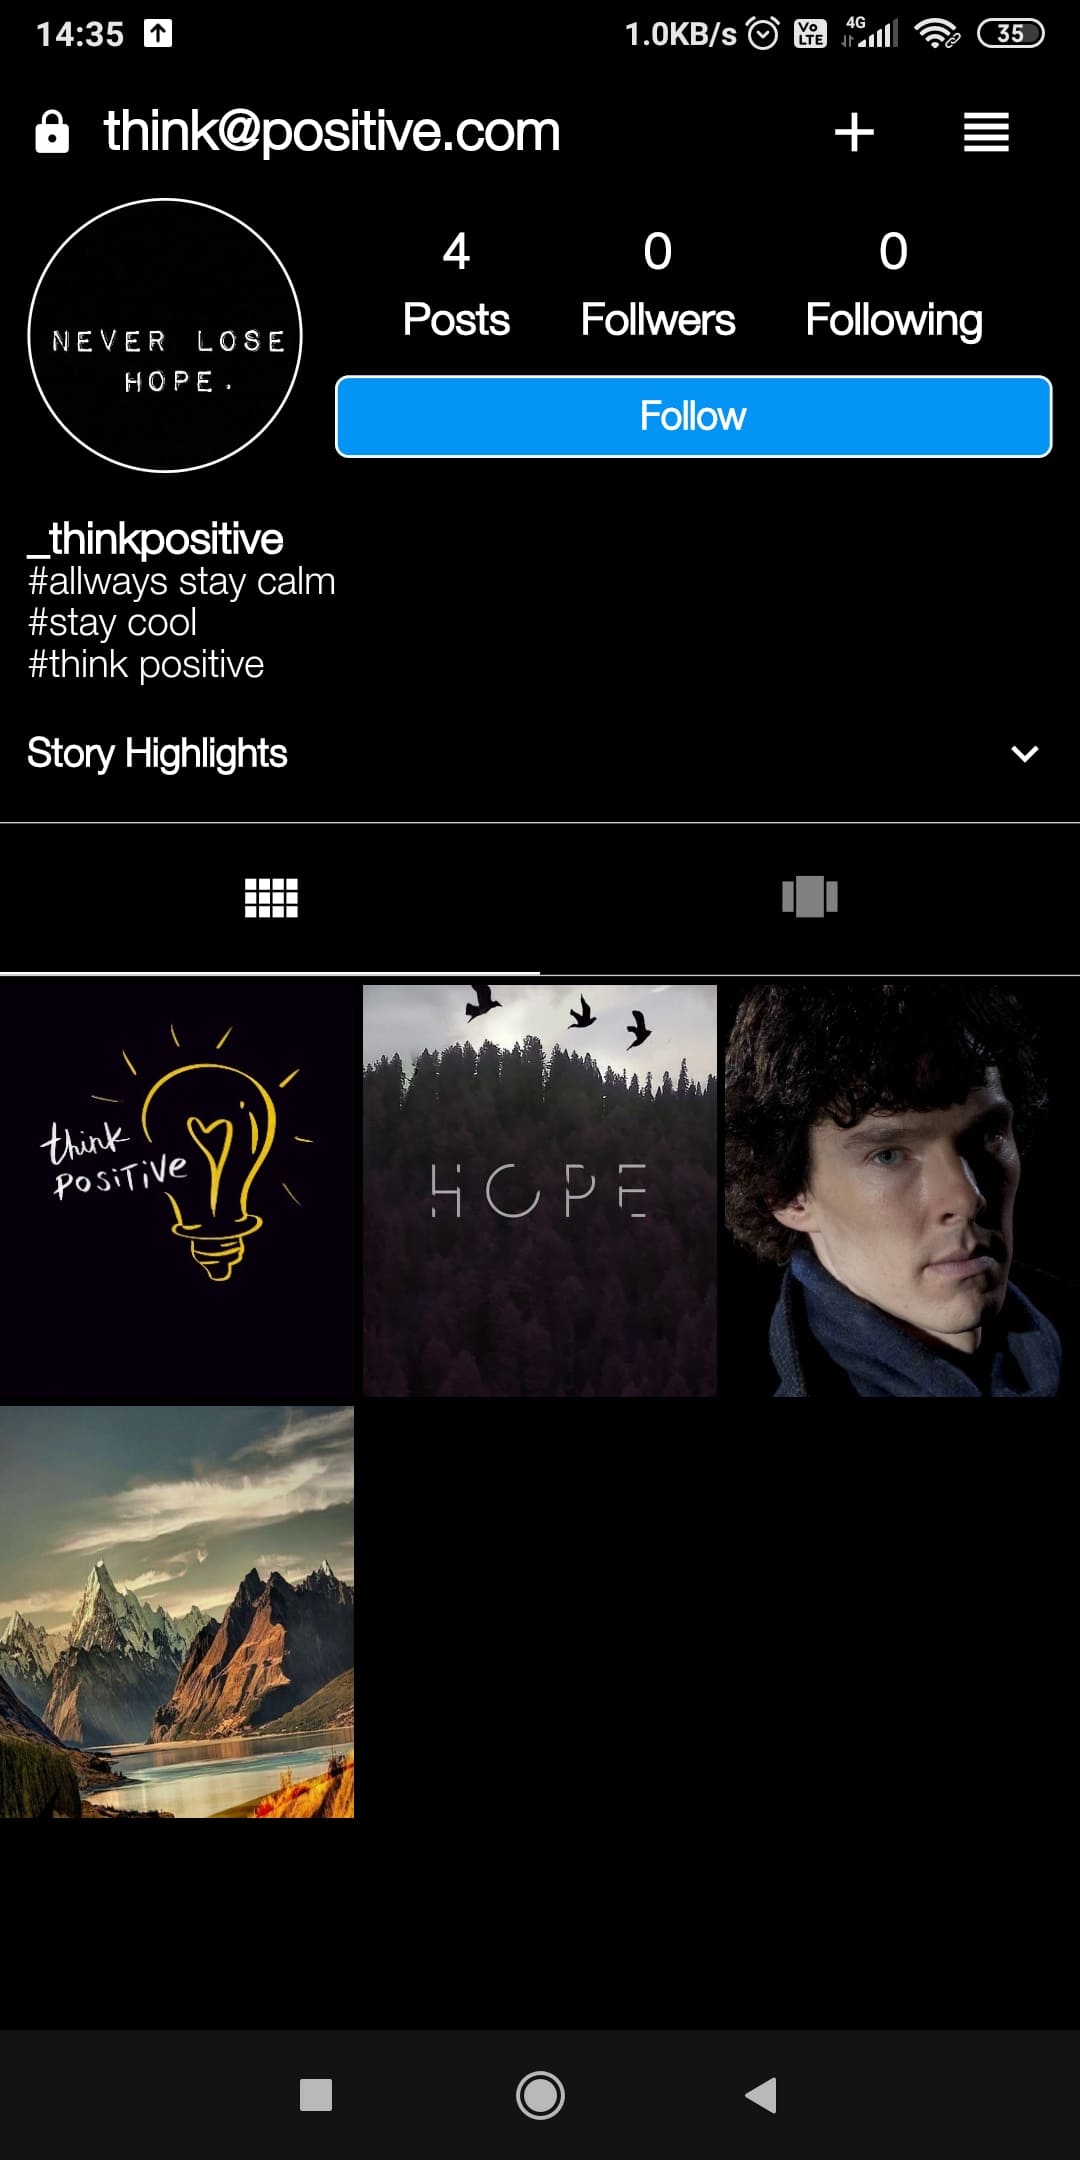 14:35 1.0KB/s Vo LTE 4G 35
think@positive.com
4 0 0
Posts Follwers Following
NEVER LOSE
HOPE.
Follow
_thinkpositive
#allways stay calm
#stay cool
#think positive
Story Highlights
think
POSITIVE
HOPE